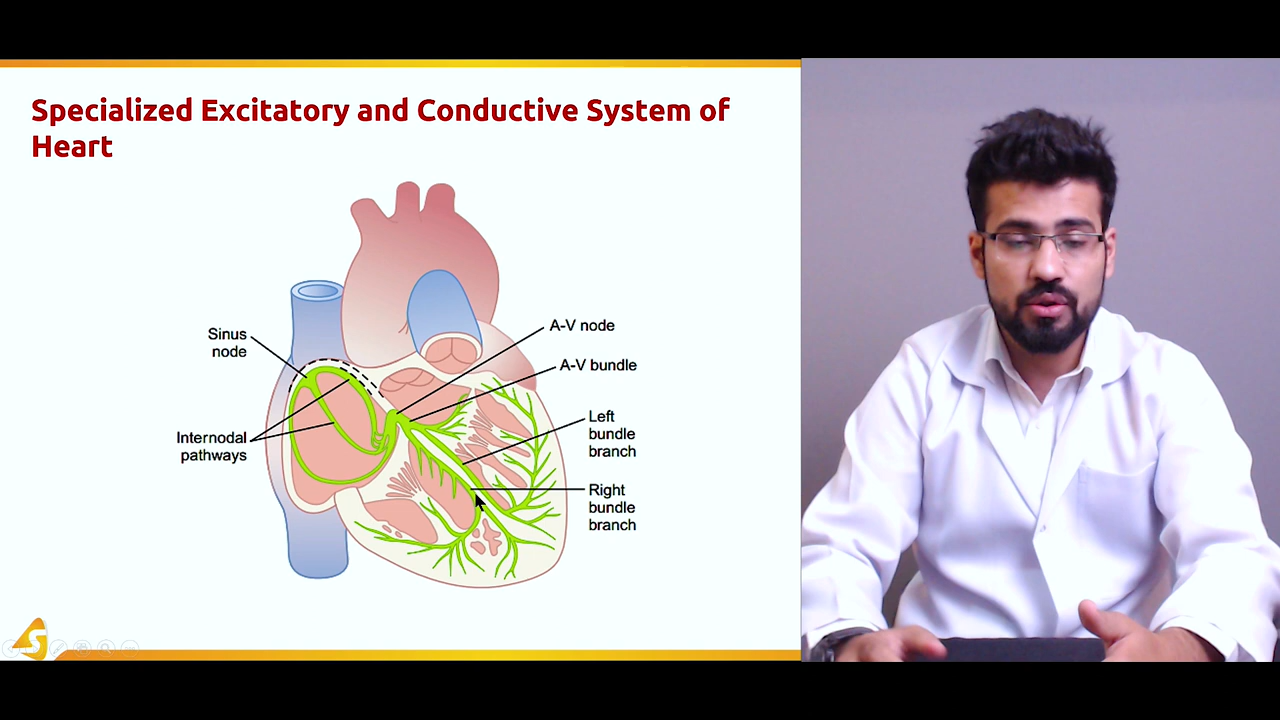 Specialized Excitatory and Conductive System of
Heart
Sinus
node
Internodal
pathways
A-V node
A-V bundle
Left
bundle
branch
Right
bundle
branch
S